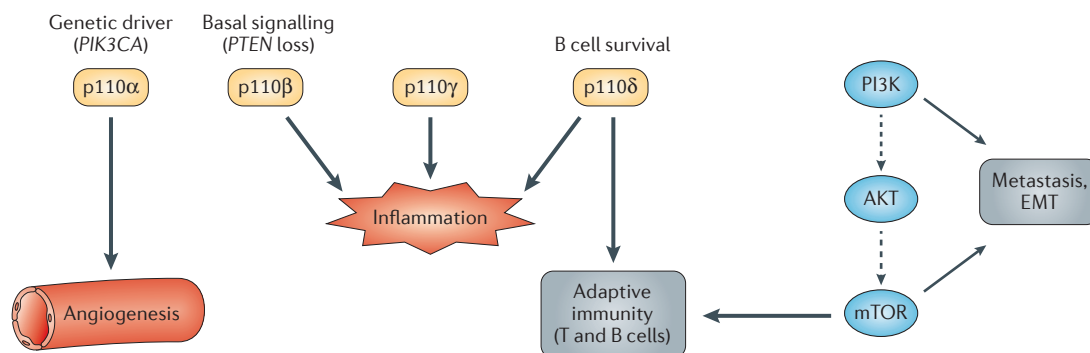 Genetic driver
(PIK3CA)
p110α
Basal signalling
(PTEN loss)
p110β
p110γ
B cell survival
p110δ
PI3K
AKT
mTOR
Metastasis,
EMT
Inflammation
Angiogenesis
Adaptive
immunity
(T and B cells)